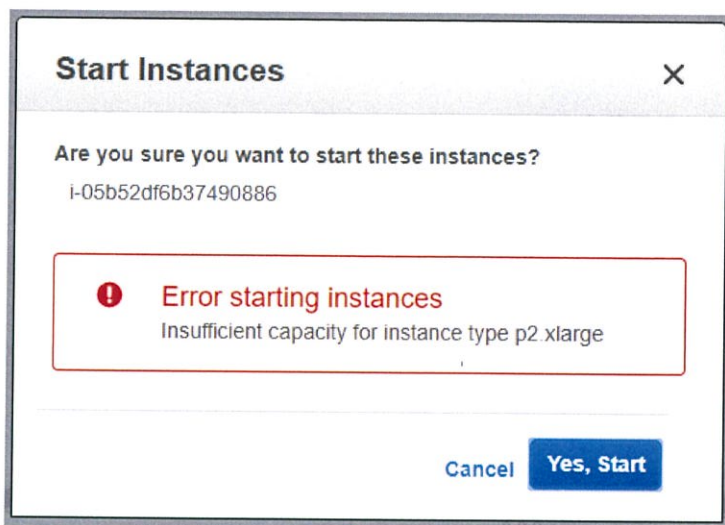 Start Instances
Are you sure you want to start these instances?
i-05b52df6b37490886
Error starting instances
Insufficient capacity for instance type p2.xlarge
Cancel
Yes, Start